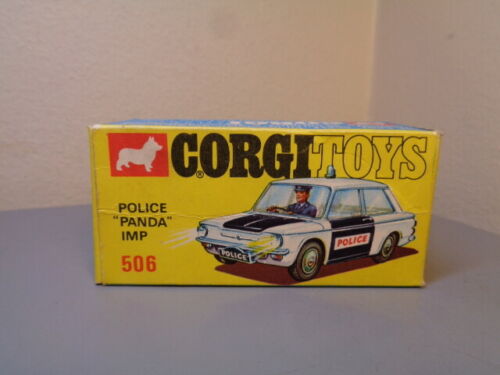 ® CORGI TOYS
POLICE
"PANDA"
IMP
506
POLICE
POLICE